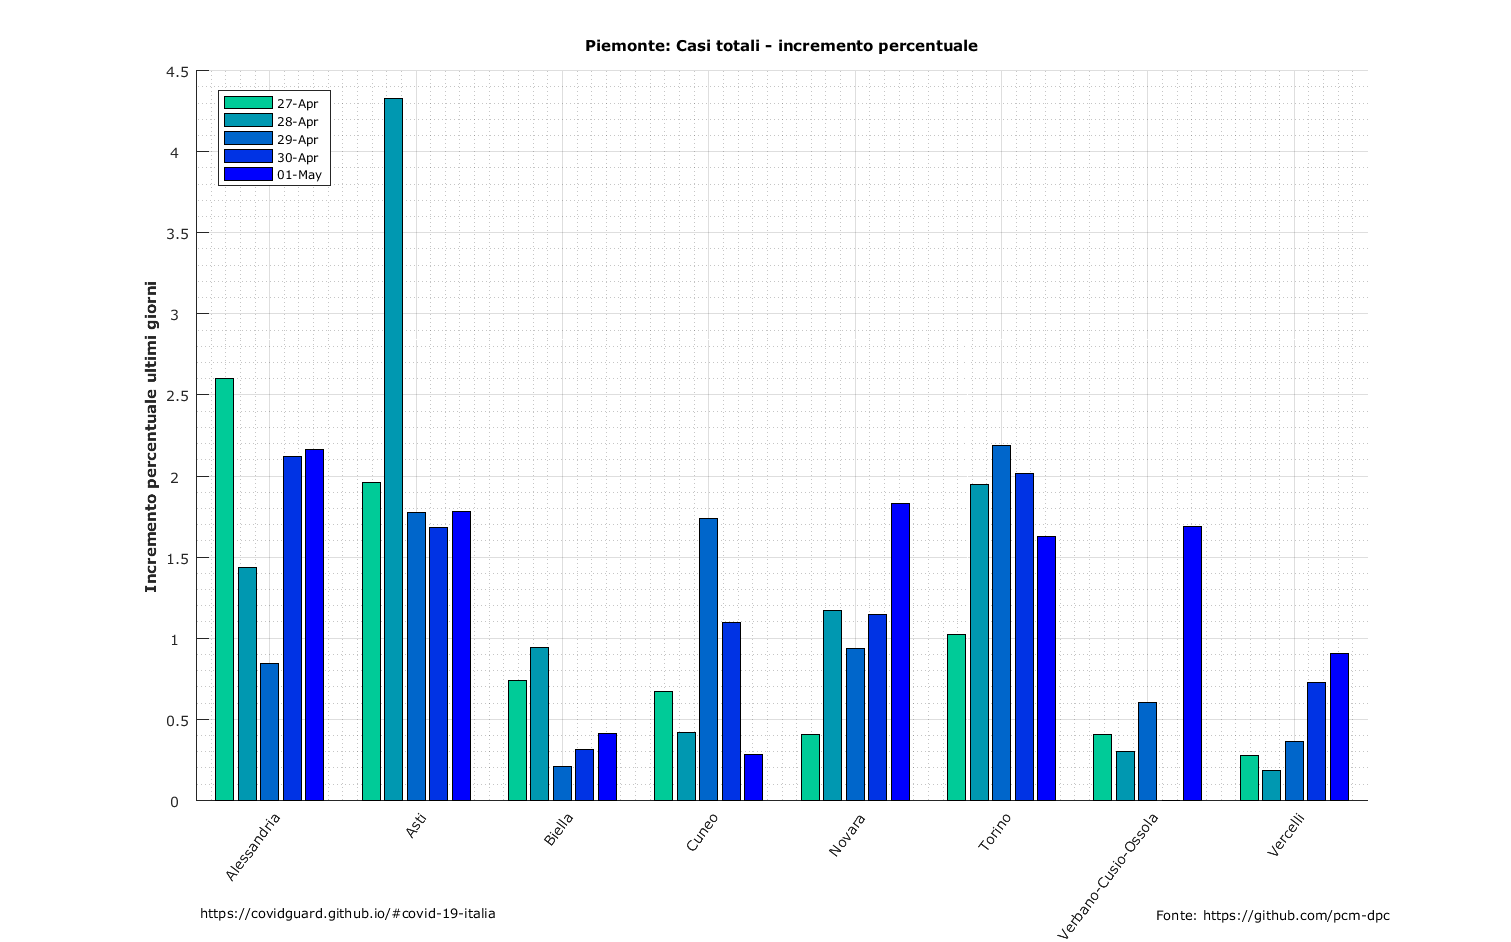 Piemonte: Casi totali - incremento percentuale
Incremento percentuale ultimi giorni
4.5
4
3.5
3
2.5
2
1.5
1
0.5
0
27-Apr
28-Apr
29-Apr
30-Apr
01-May
Alessandria
Asti
Biella
Cuneo
Novara
Torino
Verbano-Cusio-Ossola
Vercelli
https://covidguard.github.io/#covid-19-italia
Fonte: https://github.com/pcm-dpc